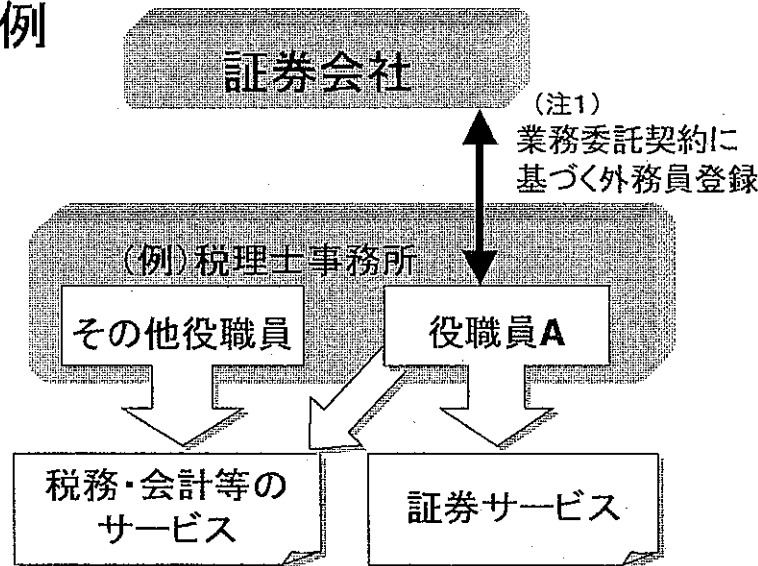 例
証券会社
(注1)
業務委託契約に
基づく外務員登録
(例)税理士事務所
その他役職員
役職員A
税務・会計等の
サービス
証券サービス